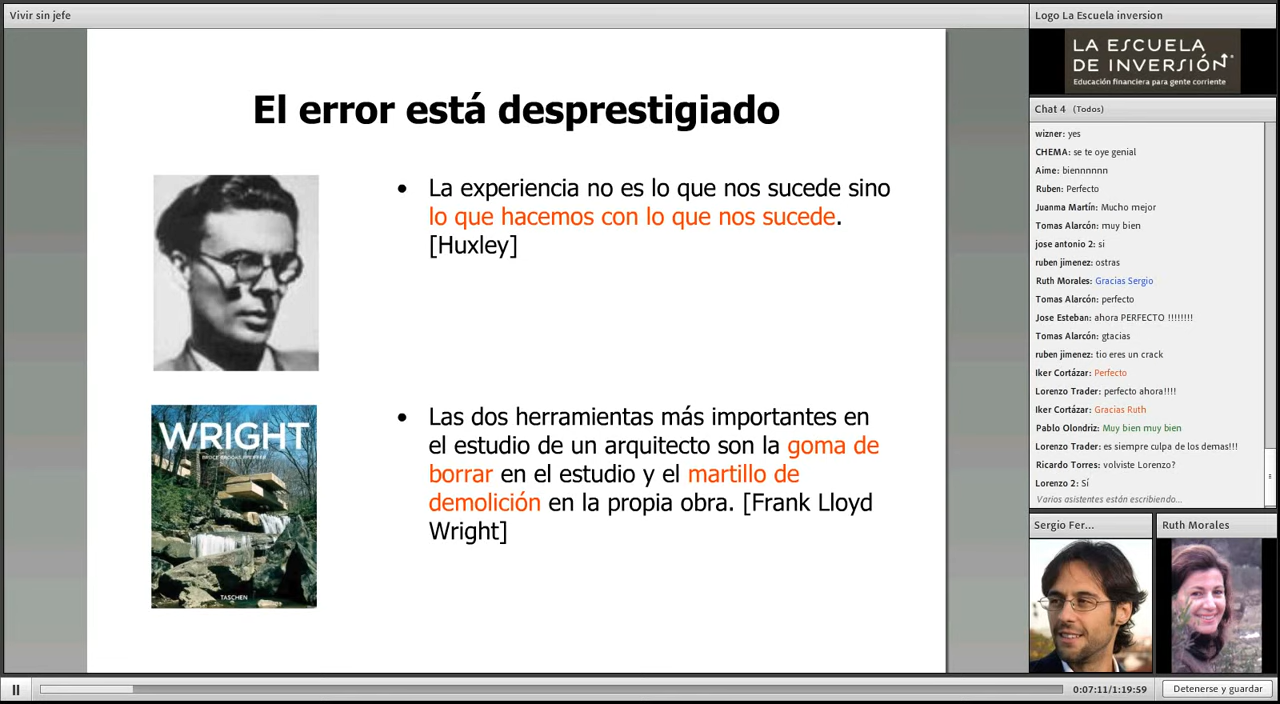 Vivir sin jefe
El error está desprestigiado
• La experiencia no es lo que nos sucede sino
lo que hacemos con lo que nos sucede.
[Huxley]
WRIGHT
TASCHEN
• Las dos herramientas más importantes en
el estudio de un arquitecto son la goma de
borrar en el estudio y el martillo de
demolición en la propia obra. [Frank Lloyd
Wright]
Logo La Escuela inversion
LA ESCUELA
DE INVERSIÓN
Educación financiera para gente corriente
Chat 4 (Todos)
wizner: yes
CHEMA: se te oye genial
Aime: biennnnnn
Ruben: Perfecto
Juanma Martín: Mucho mejor
Tomas Alarcón: muy bien
jose antonio 2: si
ruben jimenez: ostras
Ruth Morales: Gracias Sergio
Tomas Alarcón: perfecto
Jose Esteban: ahora PERFECTO !!!!!!!!
Tomas Alarcón: gtacias
ruben jimenez: tio eres un crack
Iker Cortázar: Perfecto
Lorenzo Trader: perfecto ahora!!!!
Iker Cortázar: Gracias Ruth
Pablo Olondriz: Muy bien muy bien
Lorenzo Trader: es siempre culpa de los demas!!!
Ricardo Torres: volviste Lorenzo?
Lorenzo 2: Sí
Varios asistentes están escribiendo...
Sergio Fer...
Ruth Morales
0:07:11/1:19:59
Detenerse y guardar